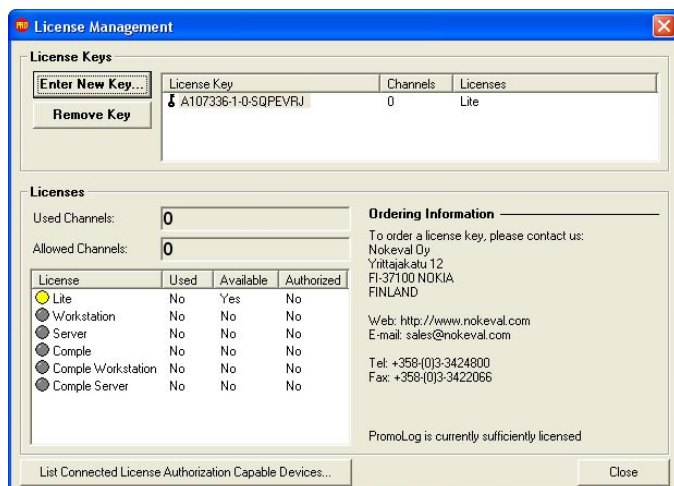 PRO License Management
License Keys
Enter New Key...
Remove Key
License Key Channels Licenses
A107336-1-0-SQPEVRJ 0 Lite
Licenses
Used Channels: 0
Allowed Channels: 0
License Used Available Authorized
Lite No Yes No
Workstation No No No
Server No No No
Comple No No No
Comple Workstation No No No
Comple Server No No No
Ordering Information
To order a license key, please contact us:
Nokeval Oy
Yrittajakatu 12
FI-37100 NOKIA
FINLAND
Web: http://www.nokeval.com
E-mail: sales@nokeval.com
Tel: +358-(0)3-3424800
Fax: +358-(0)3-3422066
PromoLog is currently sufficiently licensed
List Connected License Authorization Capable Devices...
Close